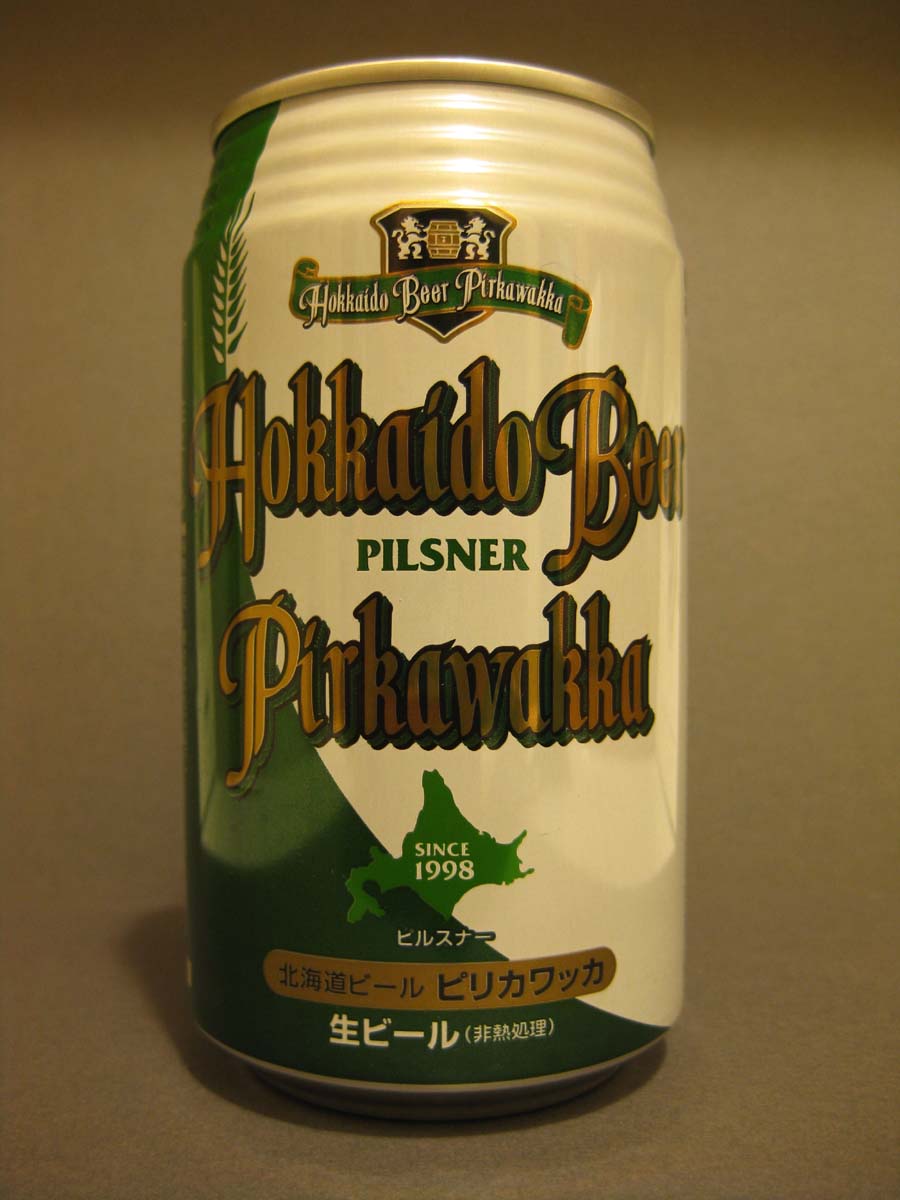 Hokkaido Beer Pirkawakka
Hokkaido Beer
PILSNER
Pirkawakka
SINCE
1998
ピルスナー
北海道ビール ピリカワッカ
生ビール(非熱処理)